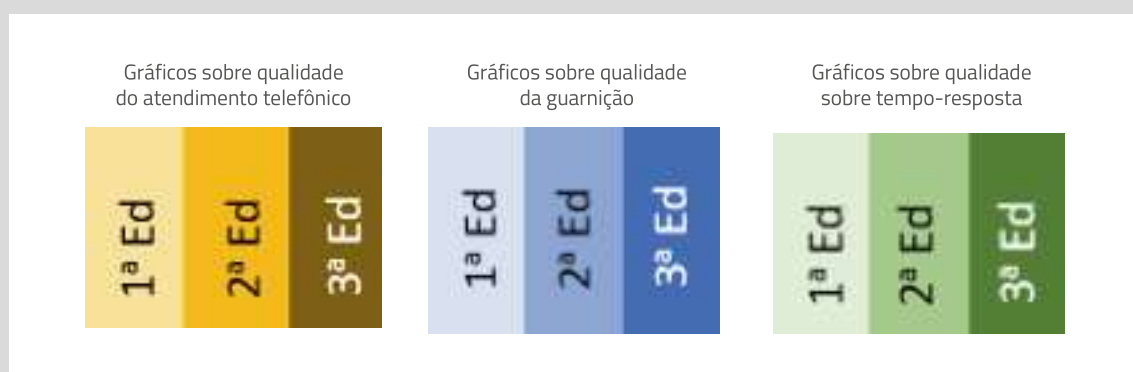 Gráficos sobre qualidade
do atendimento telefônico
1ª Ed
2ª Ed
3ª Ed
Gráficos sobre qualidade
da guarnição
1ª Ed
2ª Ed
3ª Ed
Gráficos sobre qualidade
sobre tempo-resposta
1ª Ed
2ª Ed
3ª Ed